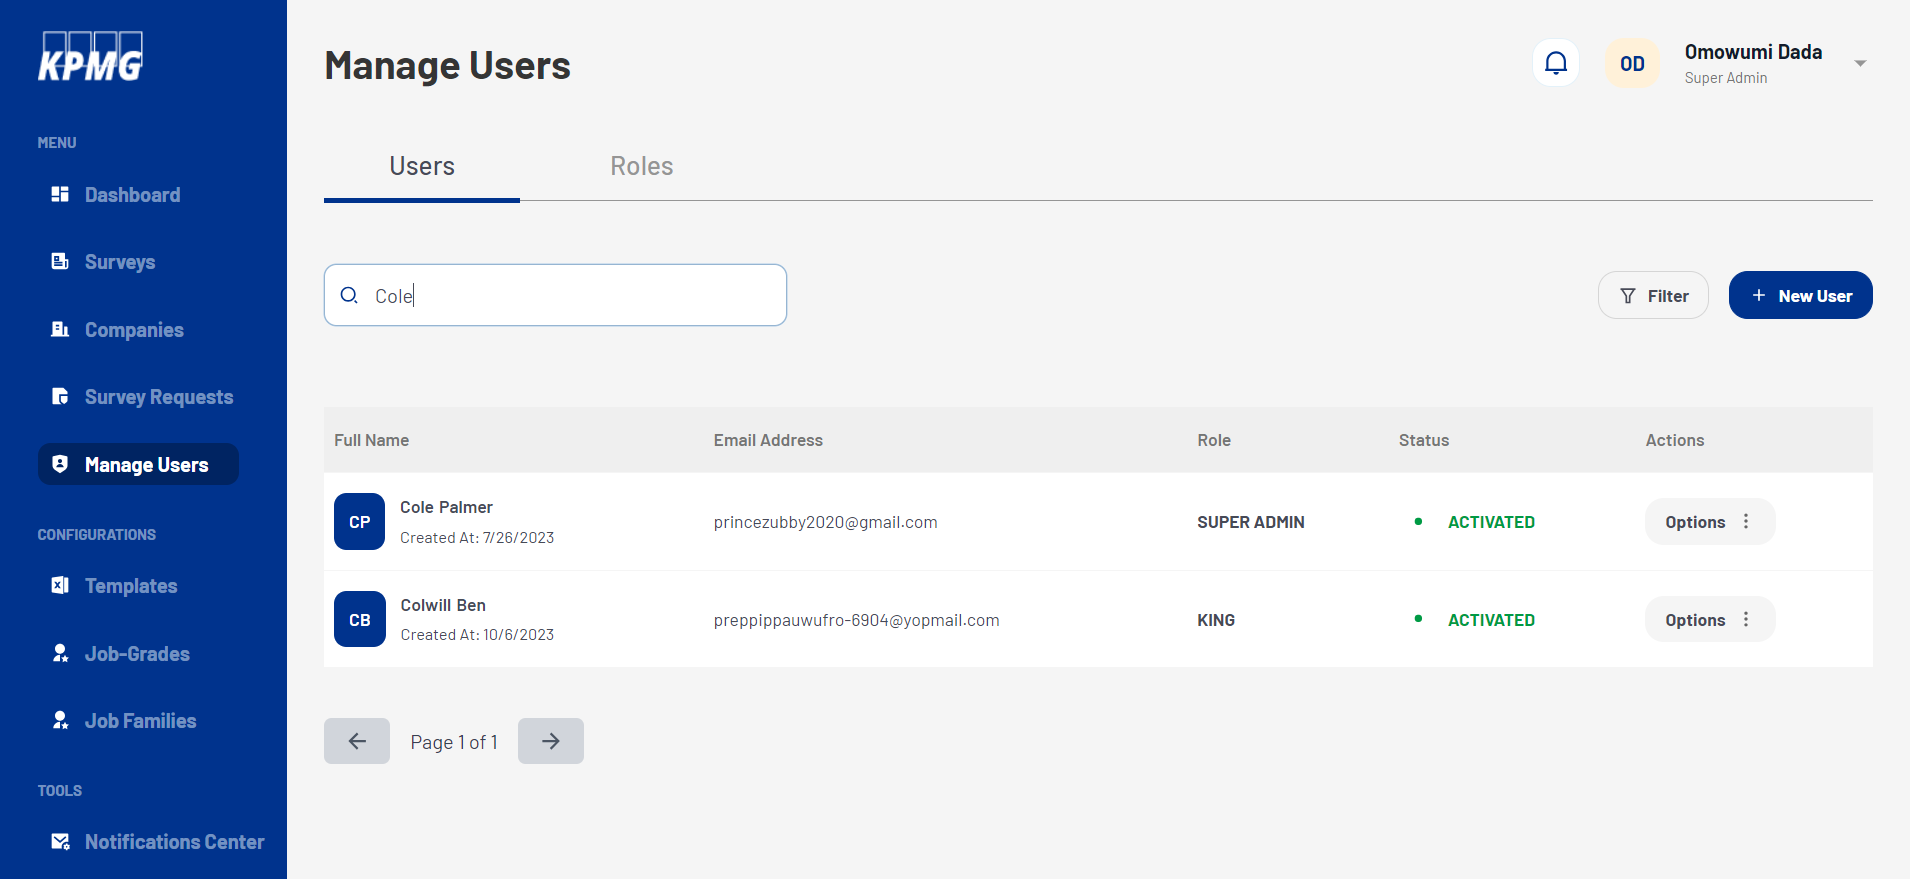 KPMG
MENU
Dashboard
Surveys
Companies
Survey Requests
Manage Users
CONFIGURATIONS
Templates
Job-Grades
Job Families
TOOLS
Notifications Center
Manage Users
OD
Omowumi Dada
Super Admin
Users
Roles
Cole
Filter
+ New User
Full Name Email Address Role Status Actions
CP
Cole Palmer
Created At: 7/26/2023
princezubby2020@gmail.com
SUPER ADMIN
ACTIVATED
Options
CB
Colwill Ben
Created At: 10/6/2023
preppippauwufro-6904@yopmail.com
KING
ACTIVATED
Options
Page 1 of 1